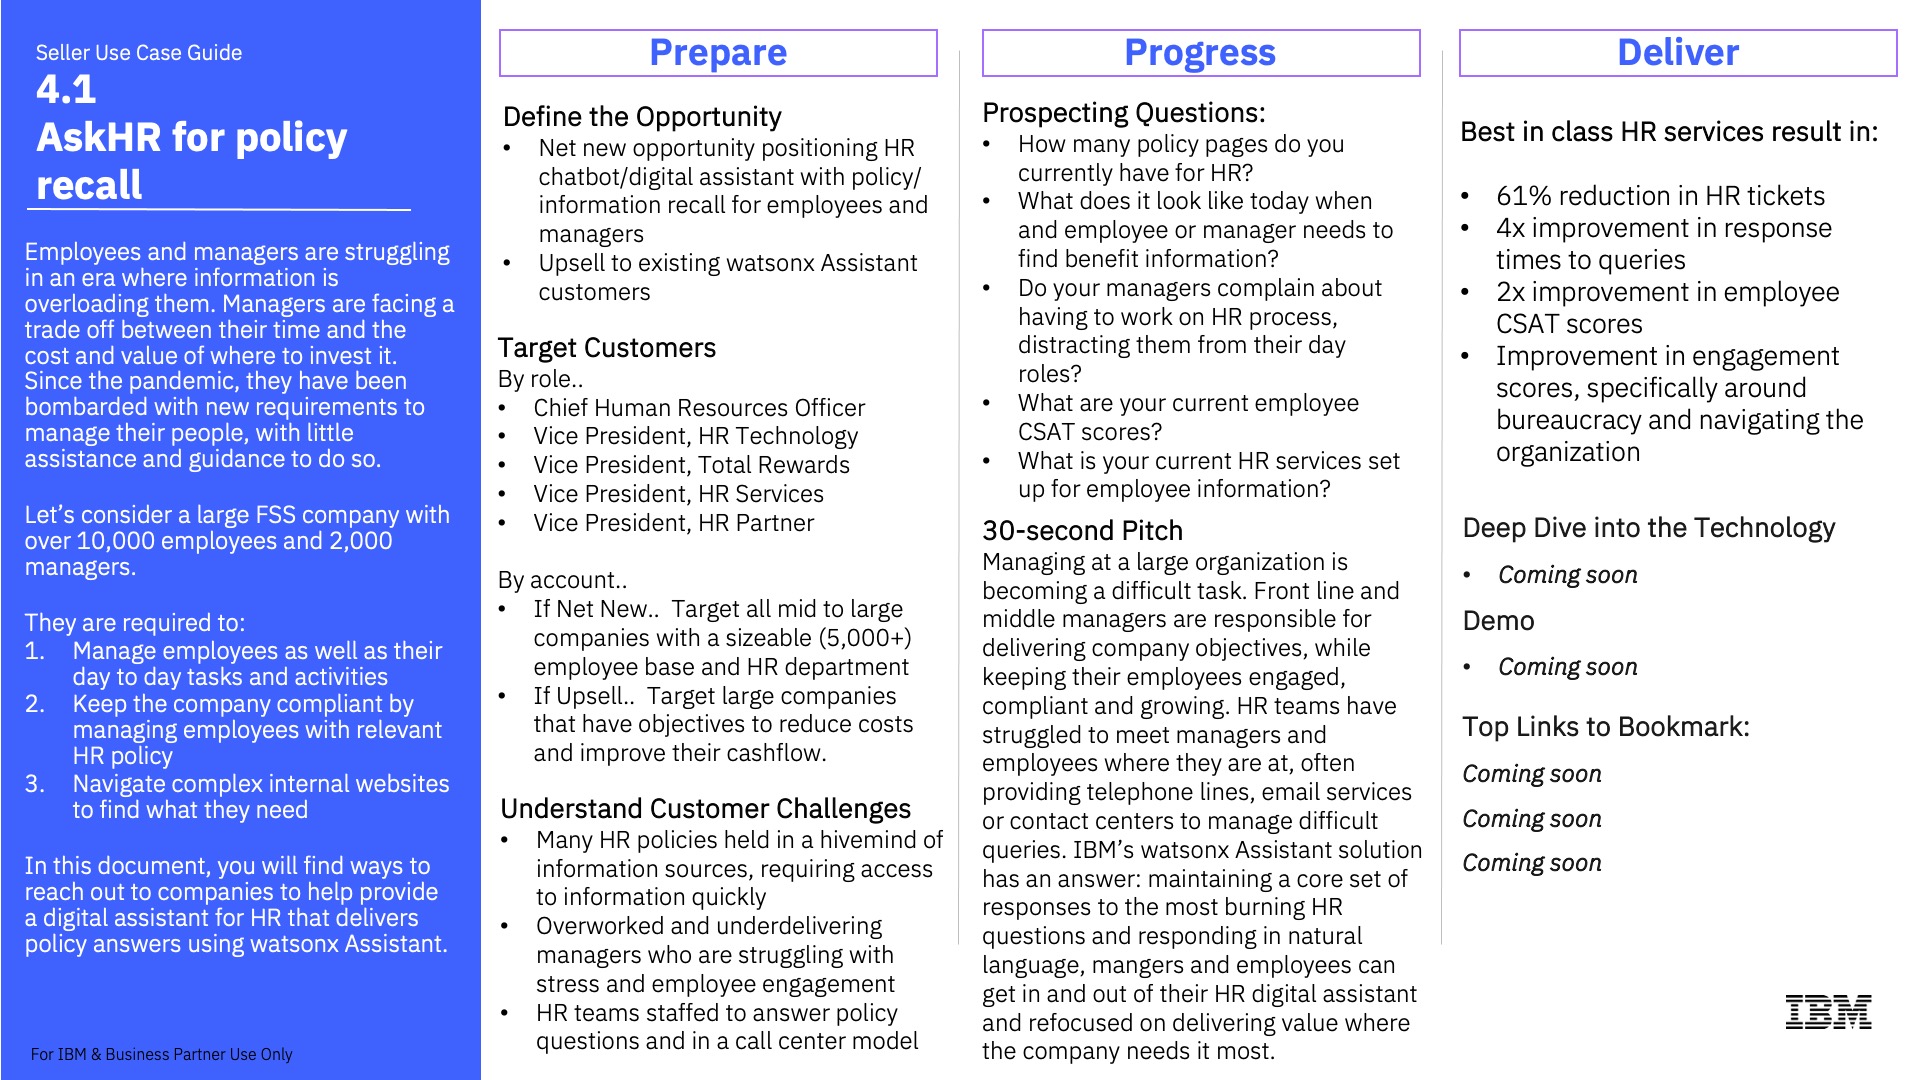 Seller Use Case Guide
4.1
AskHR for policy
recall
Employees and managers are struggling
in an era where information is
overloading them. Managers are facing a
trade off between their time and the
cost and value of where to invest it.
Since the pandemic, they have been
bombarded with new requirements to
manage their people, with little
assistance and guidance to do so.
Let’s consider a large FSS company with
over 10,000 employees and 2,000
managers.
They are required to:
1. Manage employees as well as their
day to day tasks and activities
2. Keep the company compliant by
managing employees with relevant
HR policy
3. Navigate complex internal websites
to find what they need
In this document, you will find ways to
reach out to companies to help provide
a digital assistant for HR that delivers
policy answers using watsonx Assistant.
For IBM & Business Partner Use Only
Prepare
Define the Opportunity
• Net new opportunity positioning HR
chatbot/digital assistant with policy/
information recall for employees and
managers
• Upsell to existing watsonx Assistant
customers
Target Customers
By role..
• Chief Human Resources Officer
• Vice President, HR Technology
• Vice President, Total Rewards
• Vice President, HR Services
• Vice President, HR Partner
By account..
• If Net New.. Target all mid to large
companies with a sizeable (5,000+)
employee base and HR department
• If Upsell.. Target large companies
that have objectives to reduce costs
and improve their cashflow.
Understand Customer Challenges
• Many HR policies held in a hivemind of
information sources, requiring access
to information quickly
• Overworked and underdelivering
managers who are struggling with
stress and employee engagement
• HR teams staffed to answer policy
questions and in a call center model
Progress
Prospecting Questions:
• How many policy pages do you
currently have for HR?
• What does it look like today when
and employee or manager needs to
find benefit information?
• Do your managers complain about
having to work on HR process,
distracting them from their day
roles?
• What are your current employee
CSAT scores?
• What is your current HR services set
up for employee information?
30-second Pitch
Managing at a large organization is
becoming a difficult task. Front line and
middle managers are responsible for
delivering company objectives, while
keeping their employees engaged,
compliant and growing. HR teams have
struggled to meet managers and
employees where they are at, often
providing telephone lines, email services
or contact centers to manage difficult
queries. IBM’s watsonx Assistant solution
has an answer: maintaining a core set of
responses to the most burning HR
questions and responding in natural
language, mangers and employees can
get in and out of their HR digital assistant
and refocused on delivering value where
the company needs it most.
Deliver
Best in class HR services result in:
• 61% reduction in HR tickets
• 4x improvement in response
times to queries
• 2x improvement in employee
CSAT scores
• Improvement in engagement
scores, specifically around
bureaucracy and navigating the
organization
Deep Dive into the Technology
• Coming soon
Demo
• Coming soon
Top Links to Bookmark:
Coming soon
Coming soon
Coming soon
IBM